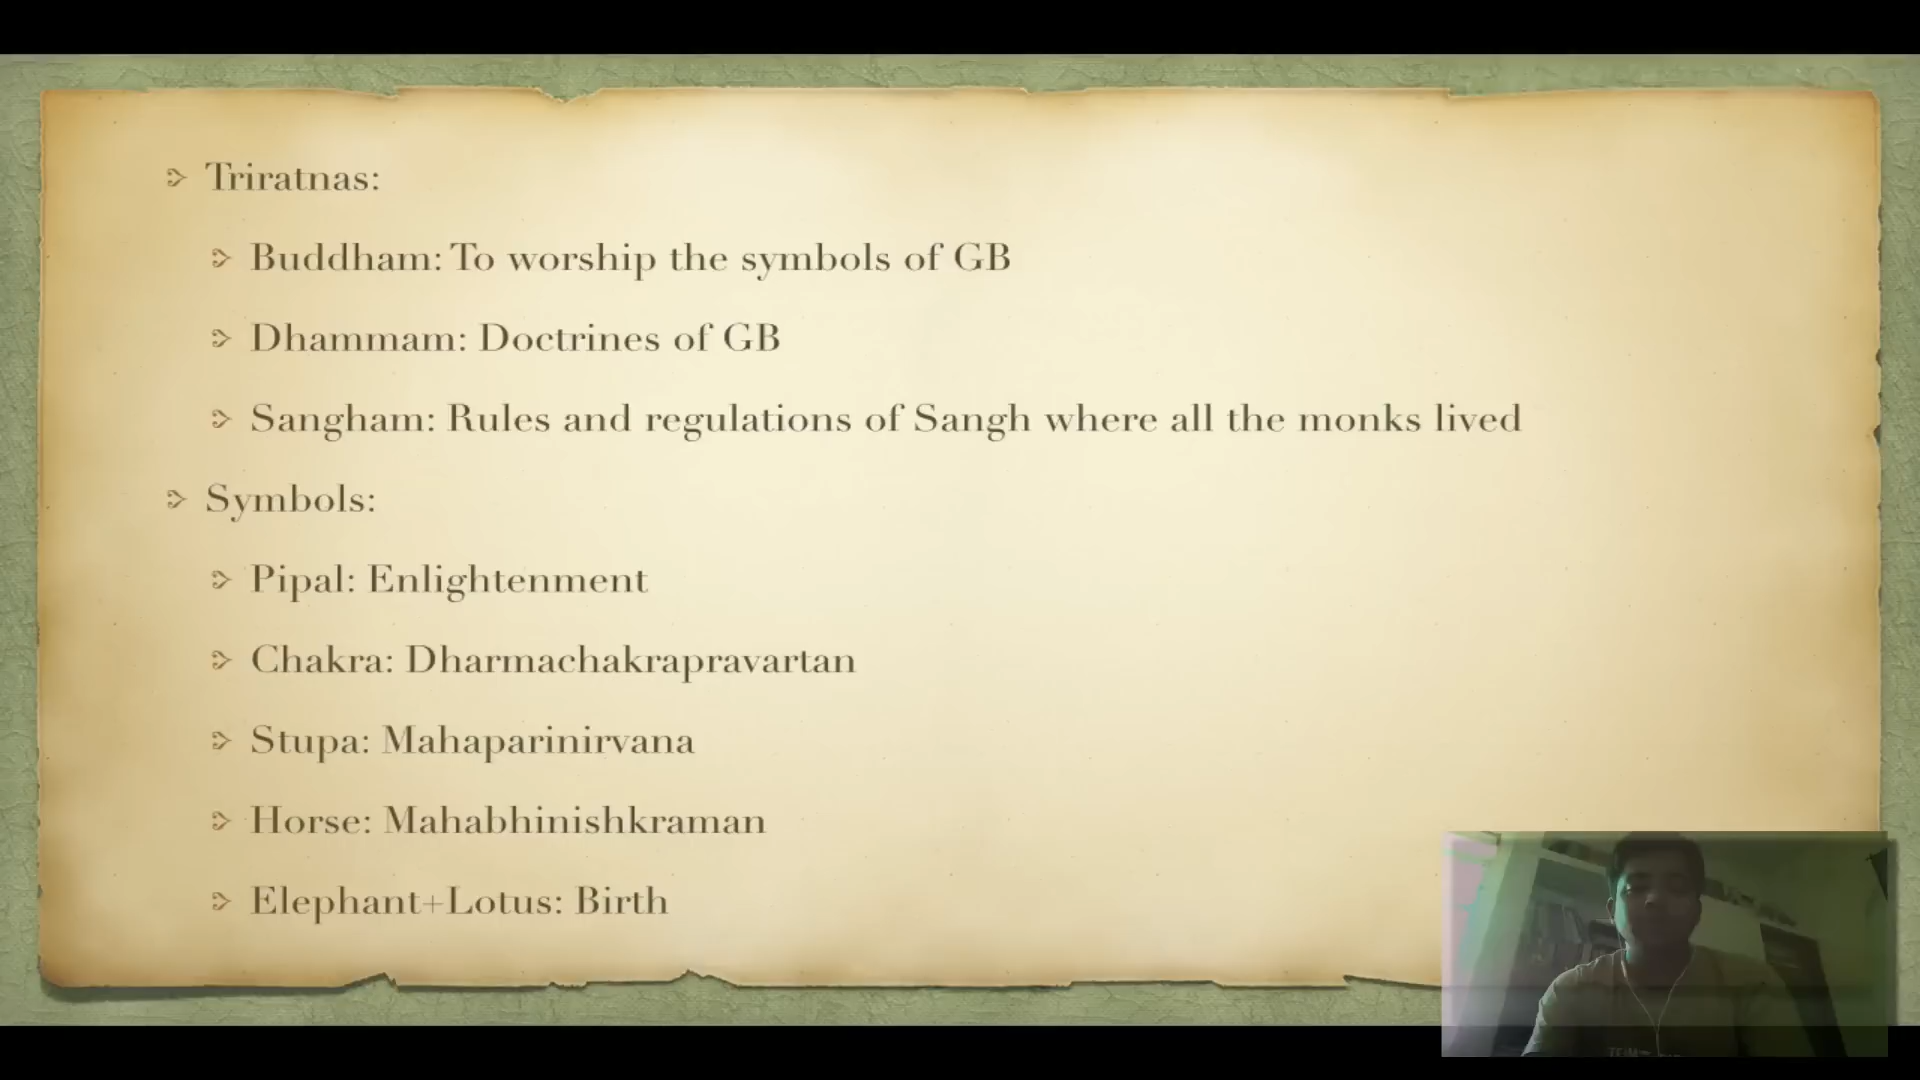 Triratnas:
Buddham: To worship the symbols of GB
Dhammam: Doctrines of GB
Sangham: Rules and regulations of Sangh where all the monks lived
Symbols:
Pipal: Enlightenment
Chakra: Dharmachakrapravartan
Stupa: Mahaparinirvana
Horse: Mahabhinishkraman
Elephant+Lotus: Birth